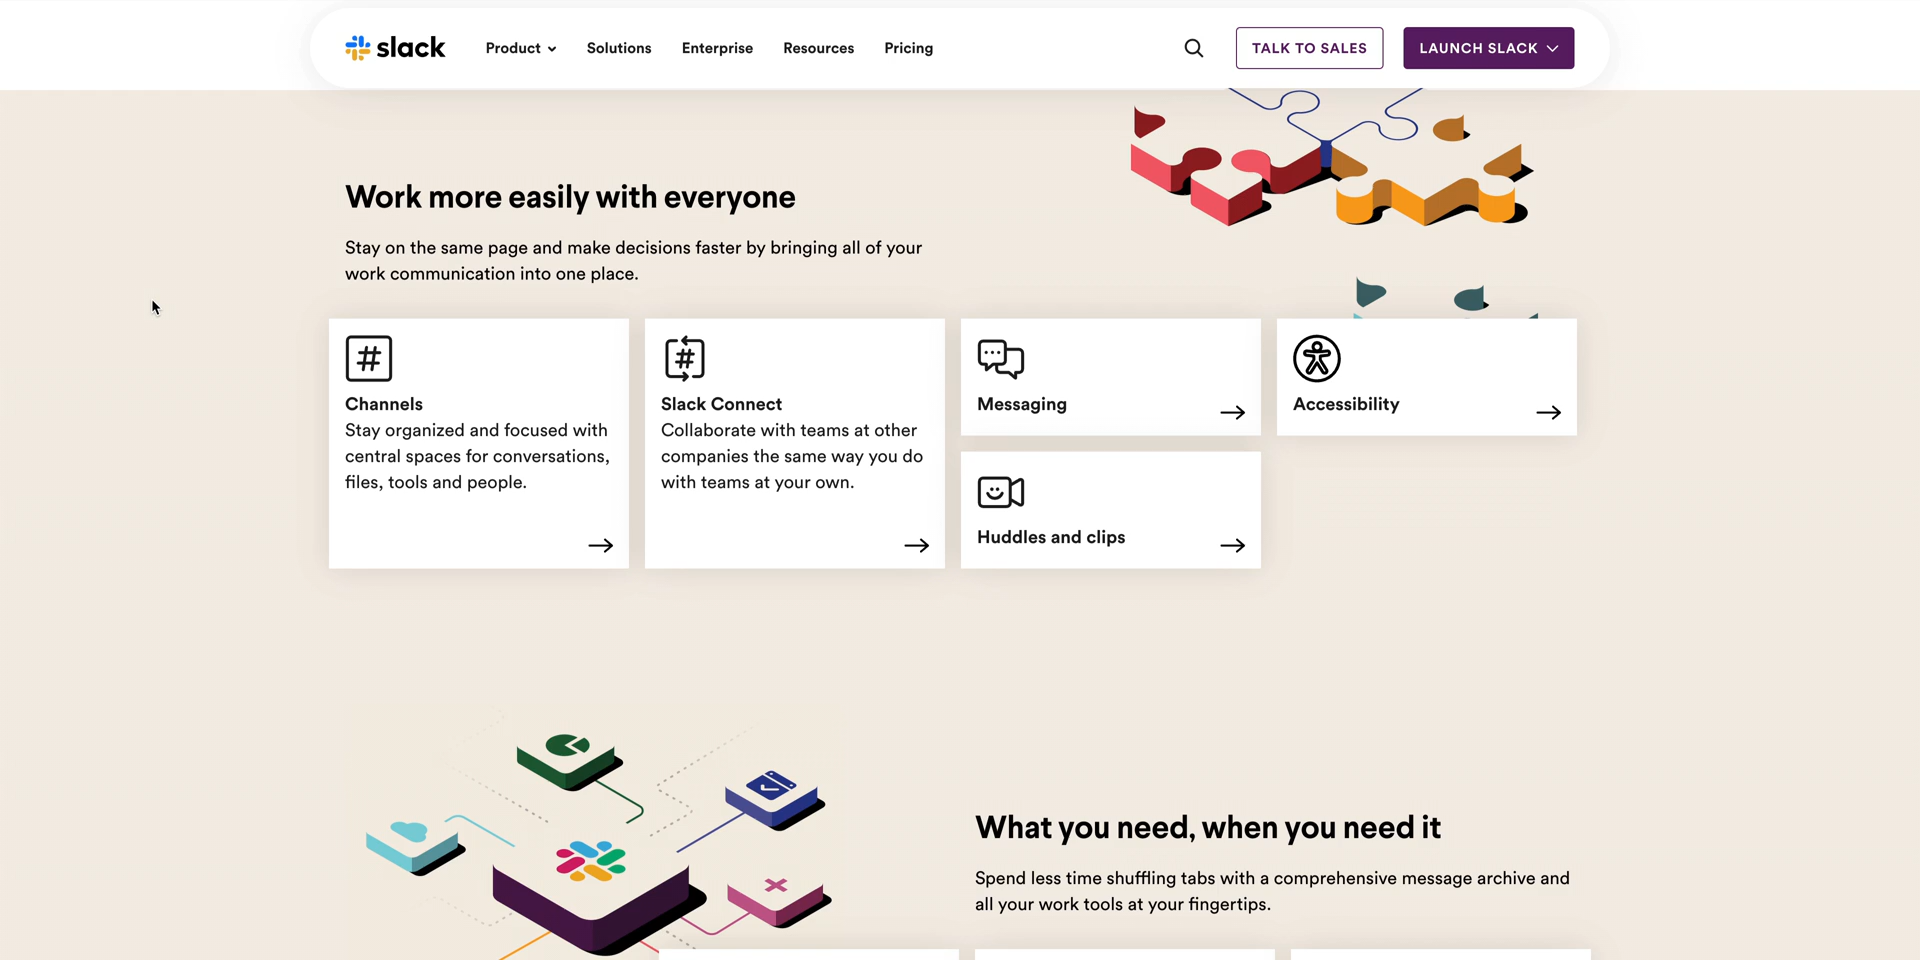 slack
Product
Solutions
Enterprise
Resources
Pricing
TALK TO SALES
LAUNCH SLACK
Work more easily with everyone
Stay on the same page and make decisions faster by bringing all of your
work communication into one place.
Channels
Stay organized and focused with
central spaces for conversations,
files, tools and people.
Slack Connect
Collaborate with teams at other
companies the same way you do
with teams at your own.
Messaging
Accessibility
Huddles and clips
What you need, when you need it
Spend less time shuffling tabs with a comprehensive message archive and
all your work tools at your fingertips.